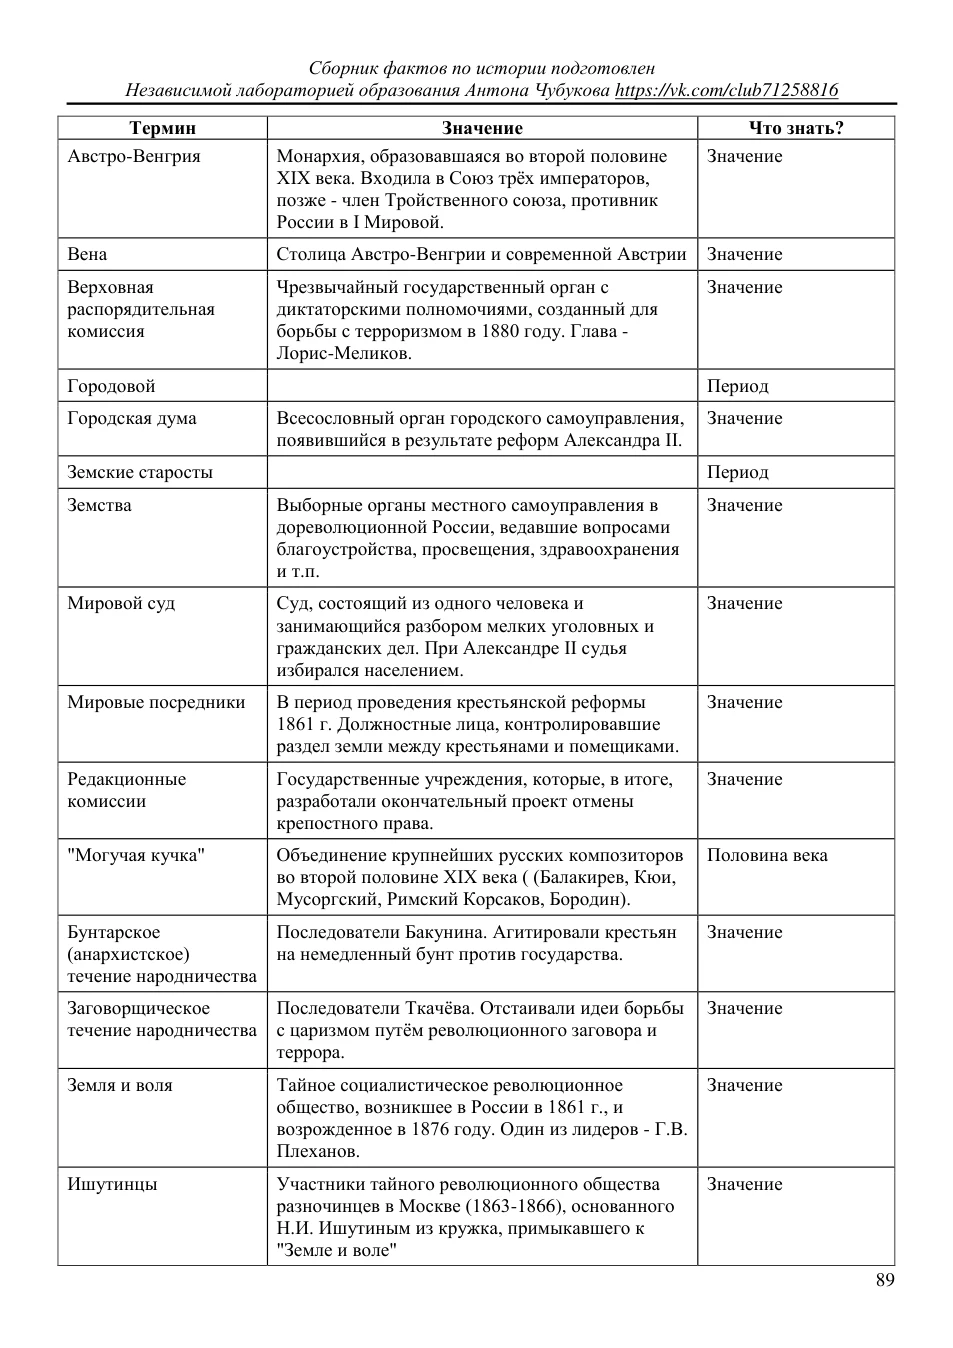 Сборник фактов по истории подготовлен
Независимой лабораторией образования Антона Чубукова https://vk.com/club71258816
Термин Значение Что знать?
Австро-Венгрия Монархия, образовавшаяся во второй половине Значение
XIX века. Входила в Союз трёх императоров,
позже - член Тройственного союза, противник
России в I Мировой.
Вена Столица Австро-Венгрии и современной Австрии Значение
Верховная Чрезвычайный государственный орган с Значение
распорядительная диктаторскими полномочиями, созданный для
комиссия борьбы с терроризмом в 1880 году. Глава -
Лорис-Меликов.
Городовой Период
Городская дума Всесословный орган городского самоуправления, Значение
появившийся в результате реформ Александра II.
Земские старосты Период
Земства Выборные органы местного самоуправления в Значение
дореволюционной России, ведавшие вопросами
благоустройства, просвещения, здравоохранения
и т.п.
Мировой суд Суд, состоящий из одного человека и Значение
занимающийся разбором мелких уголовных и
гражданских дел. При Александре II судья
избирался населением.
Мировые посредники В период проведения крестьянской реформы Значение
1861 г. Должностные лица, контролировавшие
раздел земли между крестьянами и помещиками.
Редакционные Государственные учреждения, которые, в итоге, Значение
комиссии разработали окончательный проект отмены
крепостного права.
"Могучая кучка" Объединение крупнейших русских композиторов Половина века
во второй половине XIX века ( (Балакирев, Кюи,
Мусоргский, Римский Корсаков, Бородин).
Бунтарское Последователи Бакунина. Агитировали крестьян Значение
(анархистское) на немедленный бунт против государства.
течение народничества
Заговорщическое Последователи Ткачёва. Отстаивали идеи борьбы Значение
течение народничества с царизмом путём революционного заговора и
террора.
Земля и воля Тайное социалистическое революционное Значение
общество, возникшее в России в 1861 г., и
возрожденное в 1876 году. Один из лидеров - Г.В.
Плеханов.
Ишутинцы Участники тайного революционного общества Значение
разночинцев в Москве (1863-1866), основанного
Н.И. Ишутиным из кружка, примыкавшего к
"Земле и воле"
89